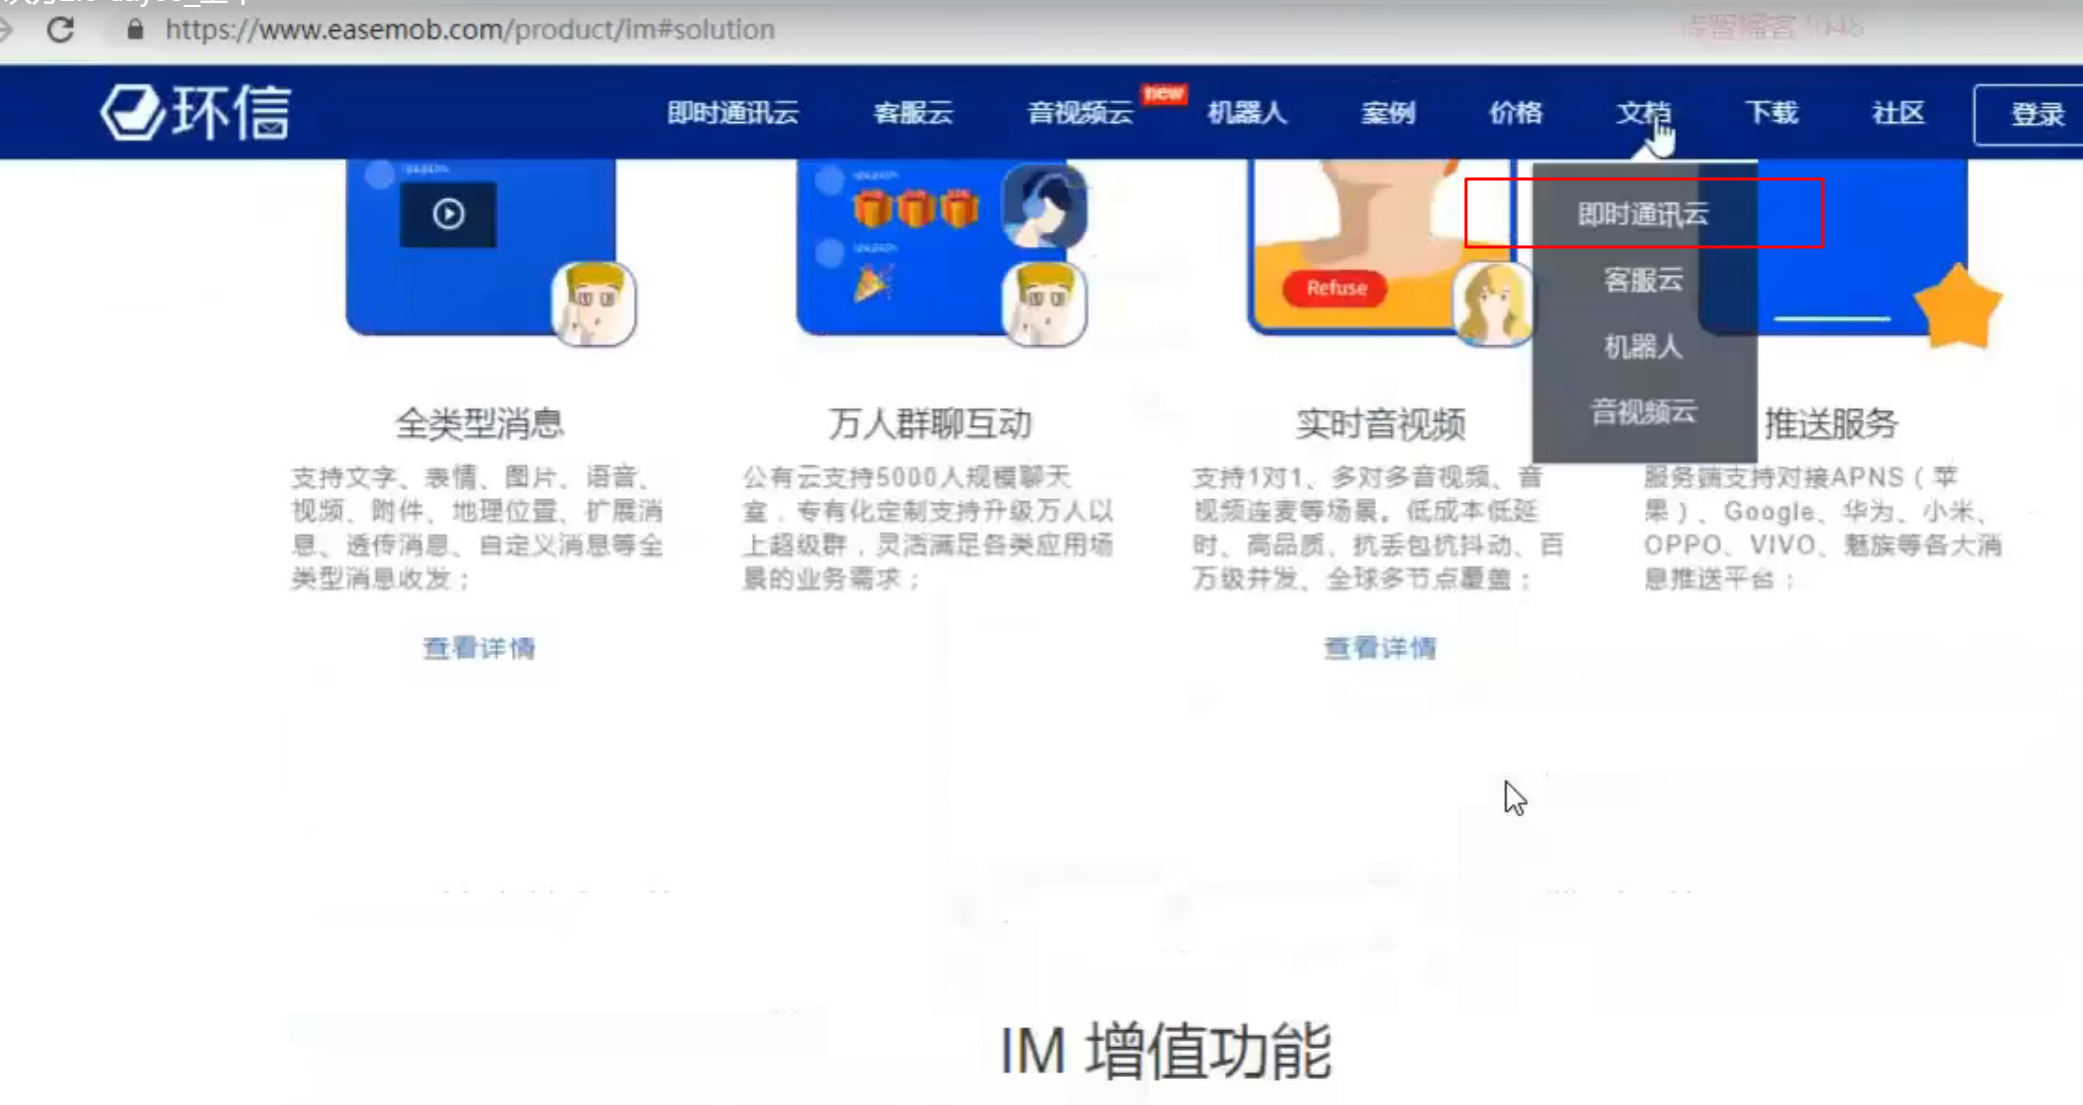 https://www.easemob.com/product/im#solution
环信
即时通讯云
客服云
音视频云
new
机器人
案例
价格
文档
下载
社区
登录
即时通讯云
客服云
机器人
音视频云
Refuse
全类型消息
支持文字、表情、图片、语音、
视频、附件、地理位置、扩展消
息、透传消息、自定义消息等全
类型消息收发；
查看详情
万人群聊互动
公有云支持5000人规模聊天
室，专有化定制支持升级万人以
上超级群，灵活满足各类应用场
景的业务需求；
实时音视频
支持1对1、多对多音视频、音
视频连麦等场景。低成本低延
时、高品质、抗丢包抗抖动、百
万级并发、全球多节点覆盖；
查看详情
推送服务
服务端支持对接APNS（苹
果）、Google、华为、小米、
OPPO、VIVO、魅族等各大消
息推送平台；
IM 增值功能